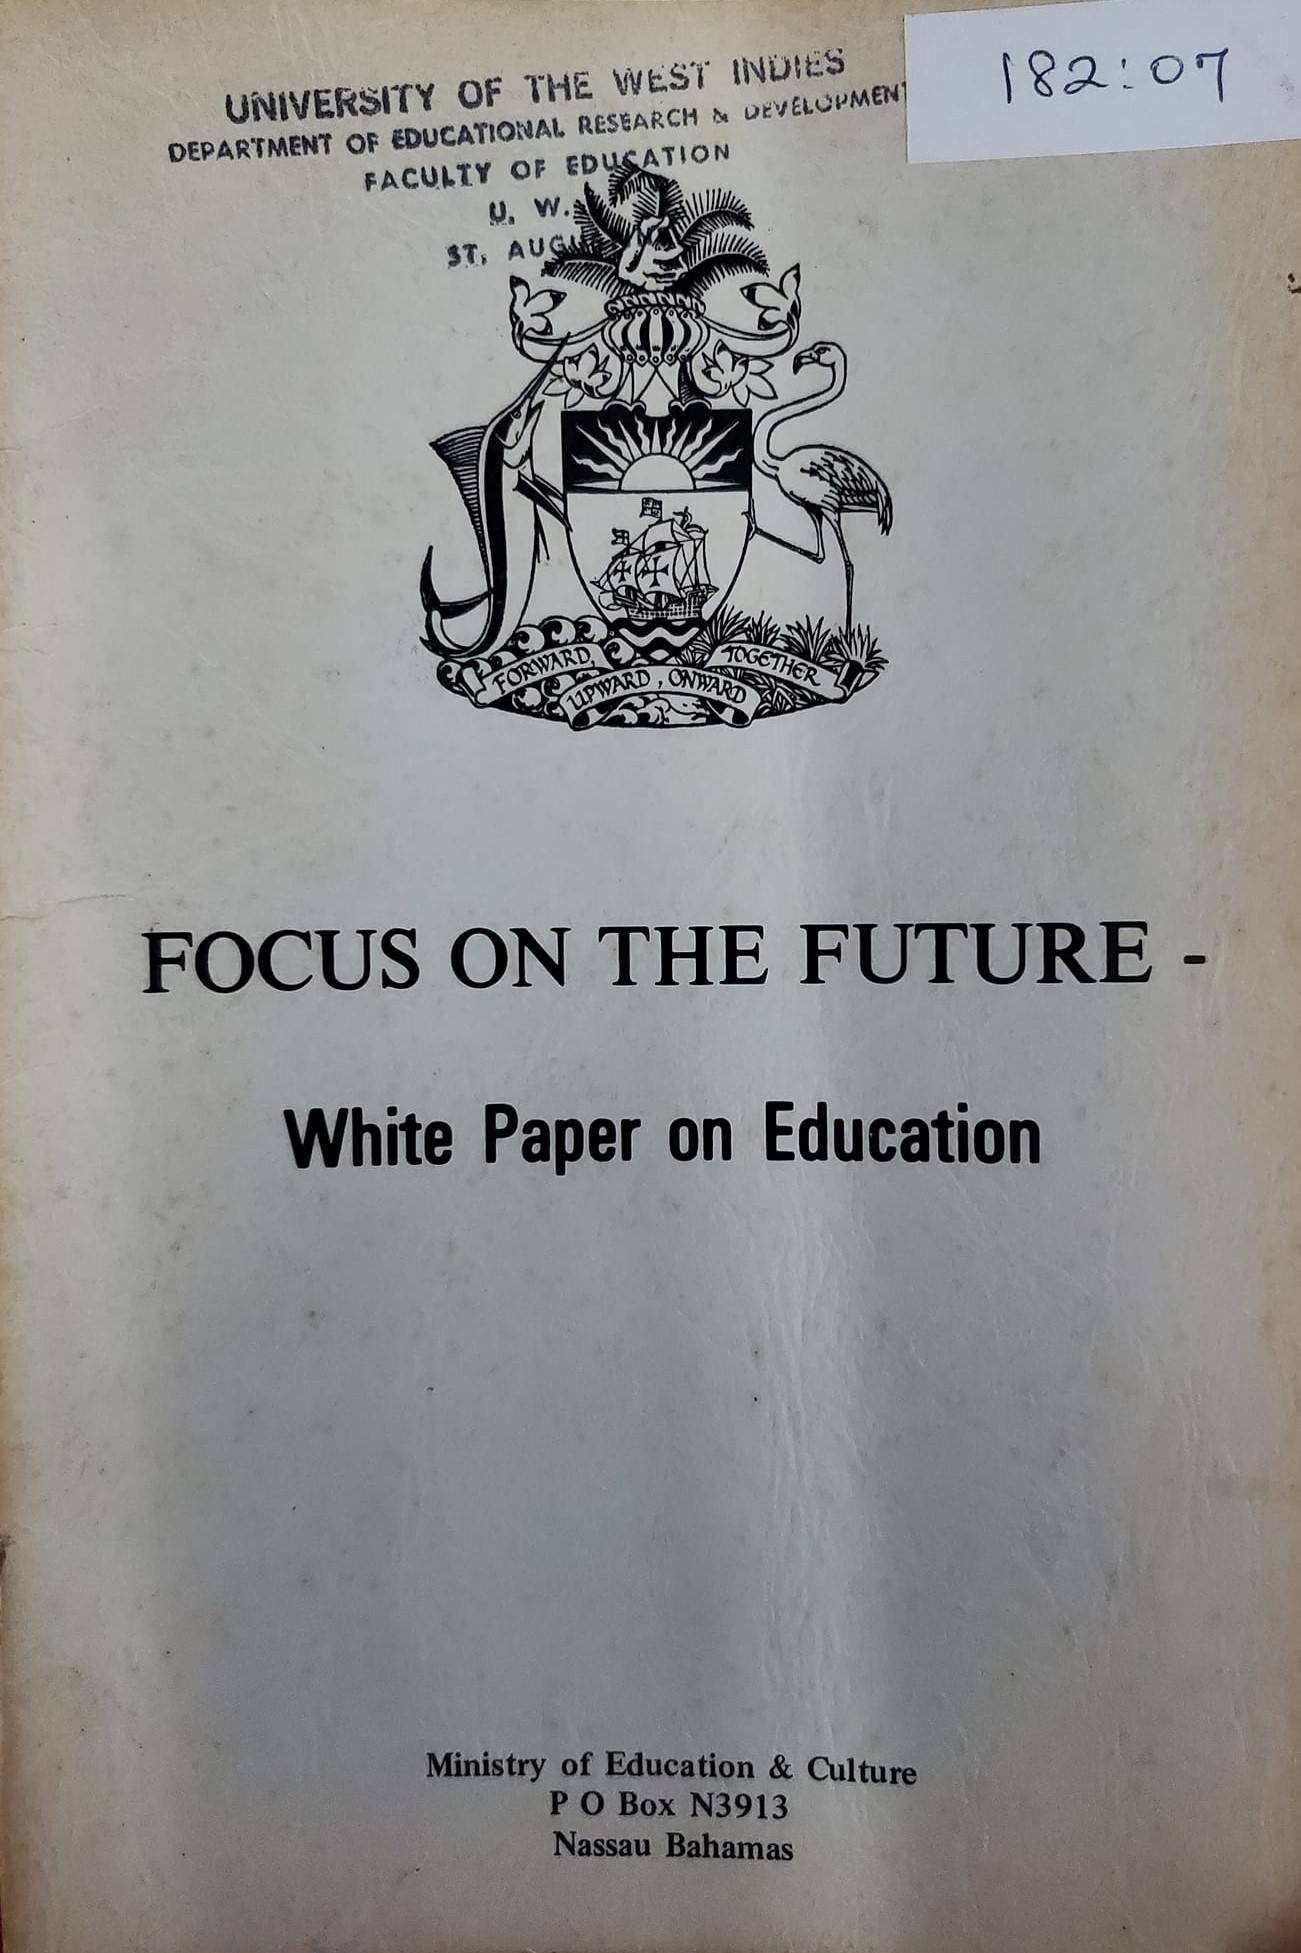 182:07
UNIVERSITY OF THE WEST INDIES
DEPARTMENT OF EDUCATIONAL RESEARCH & DEVELOPMENT
FACULTY OF EDUCATION
U. W.
ST. AUGU
FORWARD,
UPWARD, ONWARD
TOGETHER
FOCUS ON THE FUTURE -
White Paper on Education
Ministry of Education & Culture
P O Box N3913
Nassau Bahamas